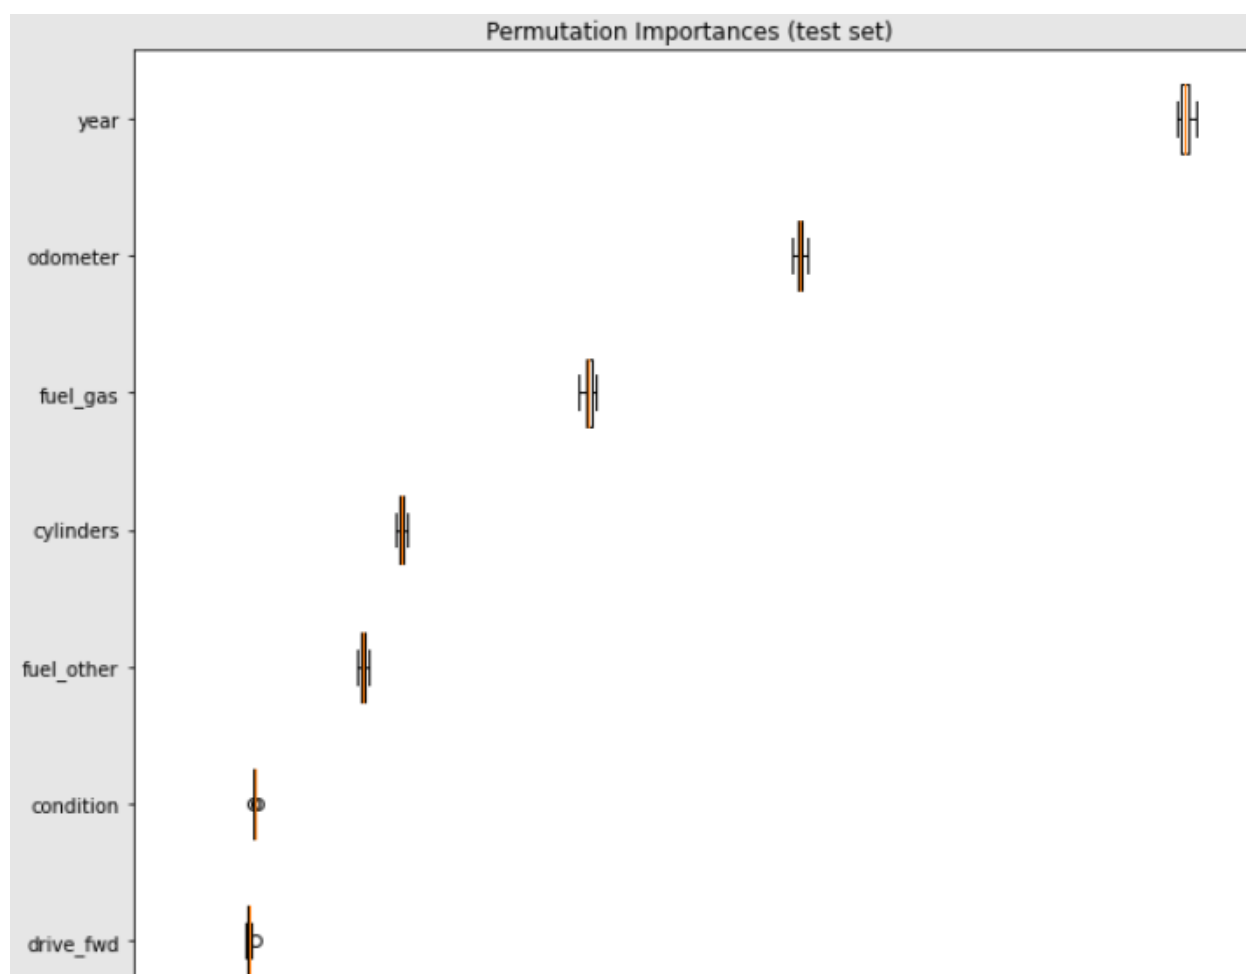 Permutation Importances (test set)
year
odometer
fuel_gas
cylinders
fuel_other
condition
drive_fwd